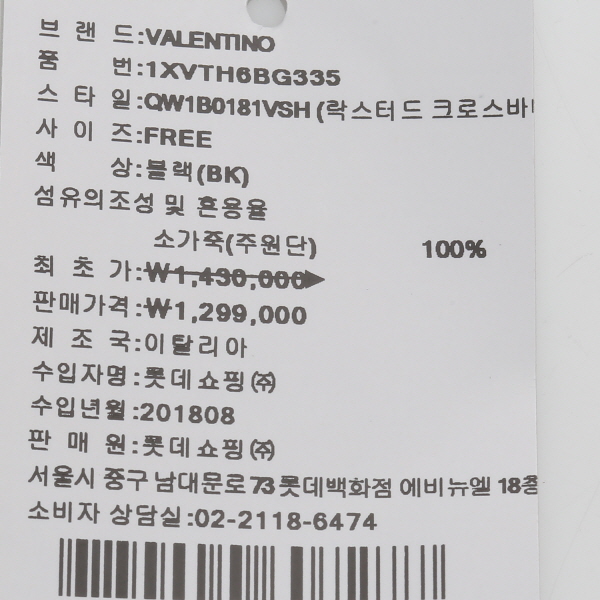 브 랜 드:VALENTINO
품 번:1XVTH6BG335
스 타 일:QW1B0181VSH (락스터드 크로스바
사 이 즈:FREE
색 상:블랙(BK)
섬유의조성 및 혼용율
소가죽(주원단) 100%
최 초 가:₩1,430,000
판매가격:₩1,299,000
제 조 국:이탈리아
수입자명:롯데쇼핑㈜
수입년월:201808
판 매 원:롯데쇼핑㈜
서울시 중구 남대문로 73 롯데백화점 에비뉴엘 18층
소비자 상담실:02-2118-6474